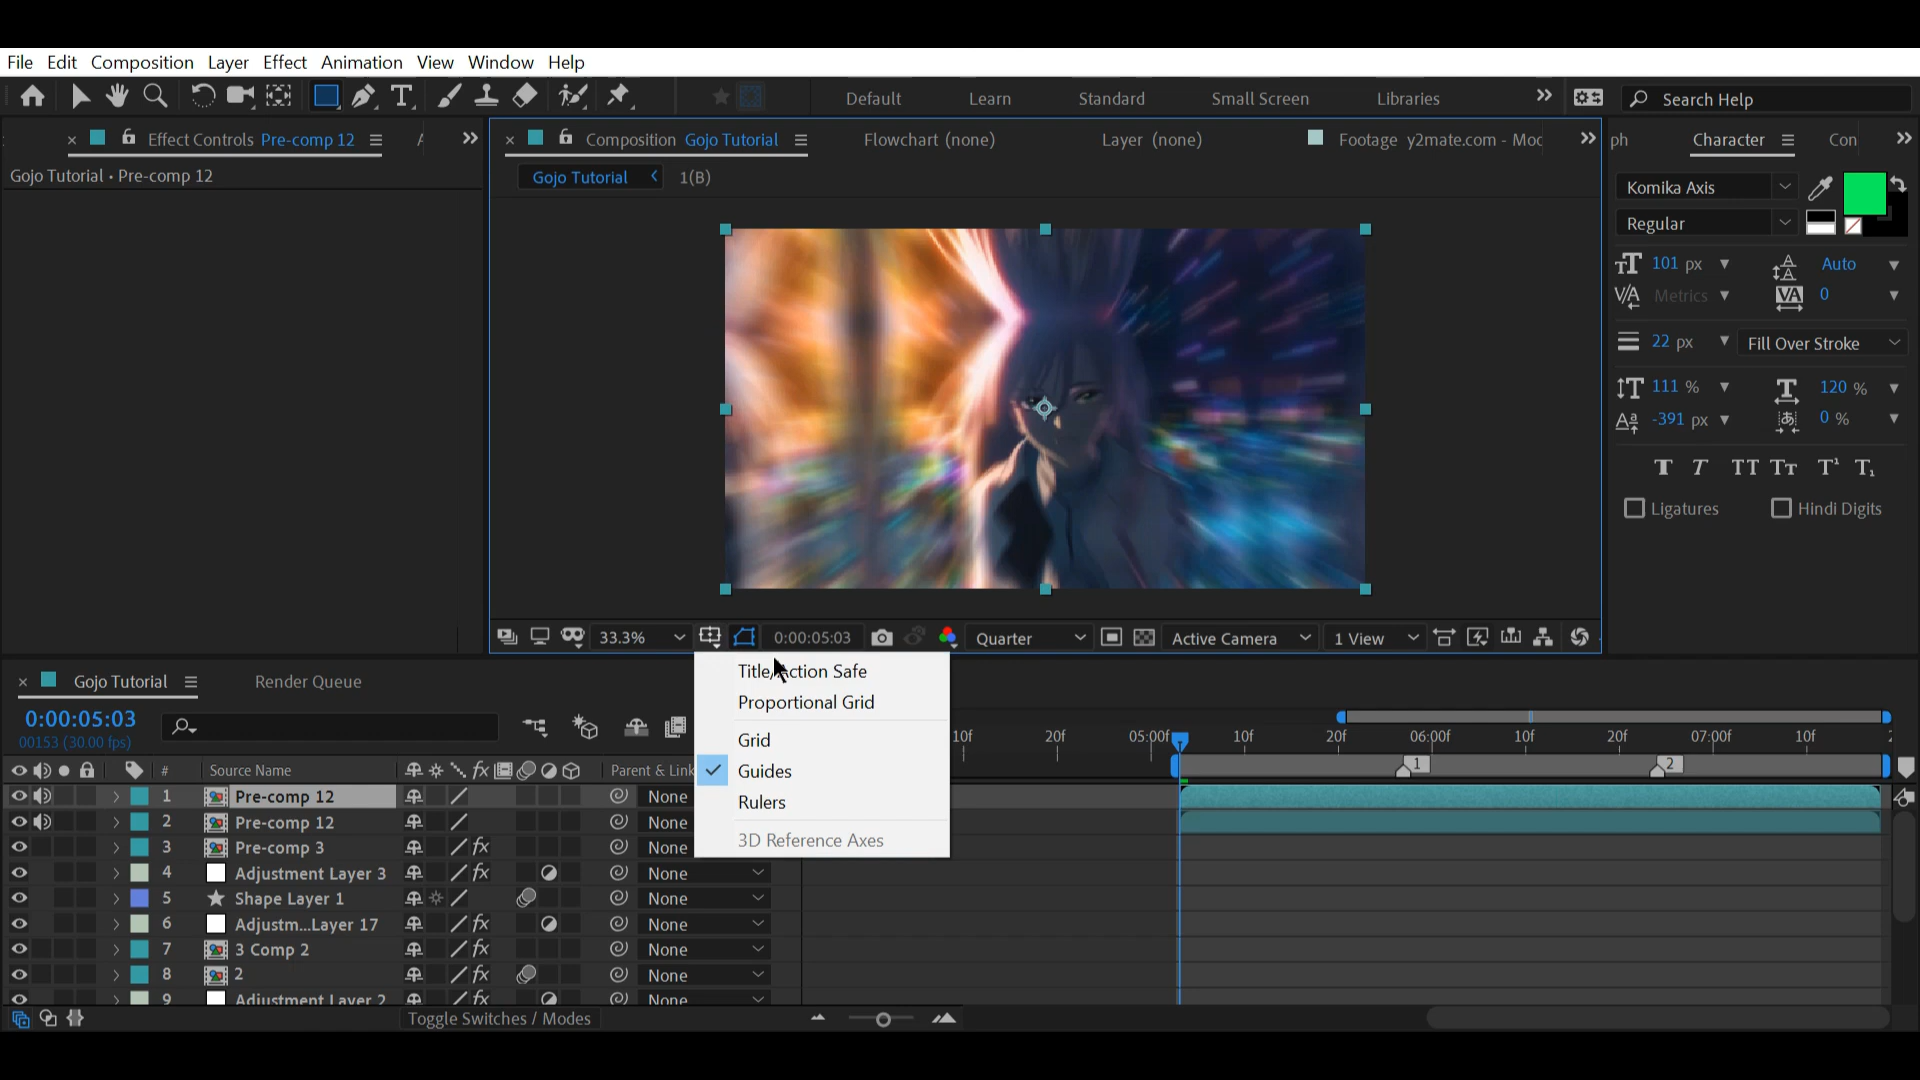 File Edit Composition Layer Effect Animation View Window Help
Default Learn Standard Small Screen Libraries Search Help
Effect Controls Pre-comp 12
Composition Gojo Tutorial Flowchart (none) Layer (none) Footage y2mate.com - Moc
ph Character Con
Gojo Tutorial • Pre-comp 12
Gojo Tutorial 1(B)
Komika Axis
Regular
101 px Auto
Metrics 0
22 px Fill Over Stroke
111 % 120 %
-391 px 0 %
Ligatures Hindi Digits
33.3% 0:00:05:03 Quarter Active Camera 1 View
Title/Action Safe
Proportional Grid
Grid
Guides
Rulers
3D Reference Axes
Gojo Tutorial Render Queue
0:00:05:03
00153 (30.00 fps)
10f 20f 05:00f 10f 20f 06:00f 10f 20f 07:00f 10f
1 2
# Source Name Parent & Link
1 Pre-comp 12 None
2 Pre-comp 12 None
3 Pre-comp 3 None
4 Adjustment Layer 3 None
5 Shape Layer 1 None
6 Adjustm...Layer 17 None
7 3 Comp 2 None
8 2 None
9 Adjustment Layer 2 None
Toggle Switches / Modes